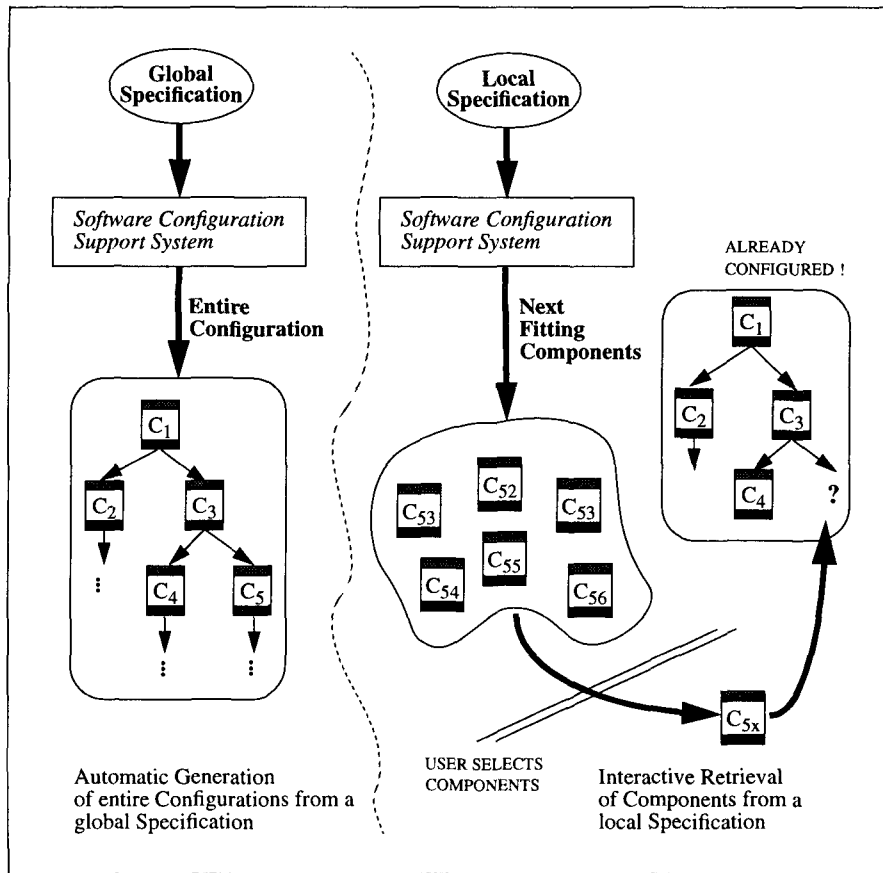 Global
Specification
Software Configuration
Support System
Entire
Configuration
C1
C2
C3
C4
C5
Automatic Generation
of entire Configurations from a
global Specification
Local
Specification
Software Configuration
Support System
Next
Fitting
Components
C52
C53
C53
C55
C54
C56
USER SELECTS
COMPONENTS
C5x
ALREADY
CONFIGURED !
C1
C2
C3
C4
?
Interactive Retrieval
of Components from a
local Specification